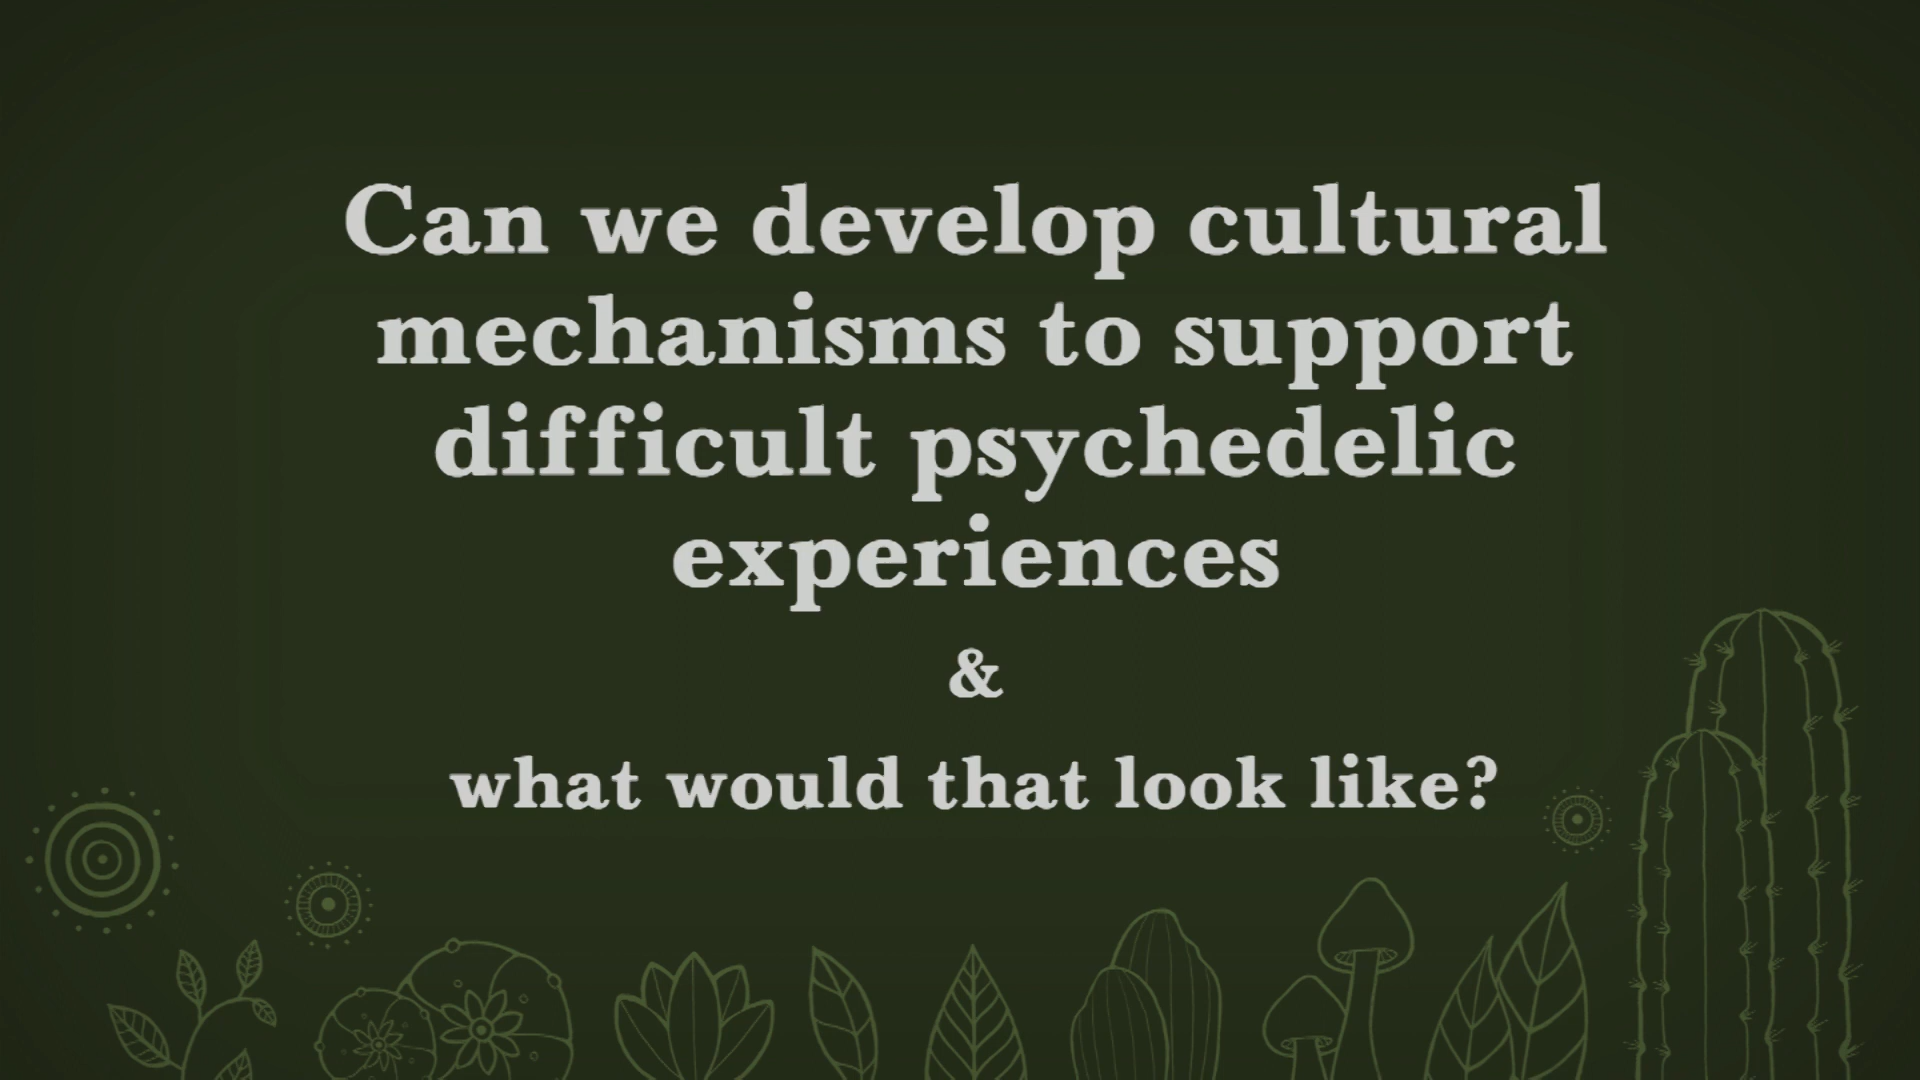 Can we develop cultural
mechanisms to support
difficult psychedelic
experiences
&
what would that look like?